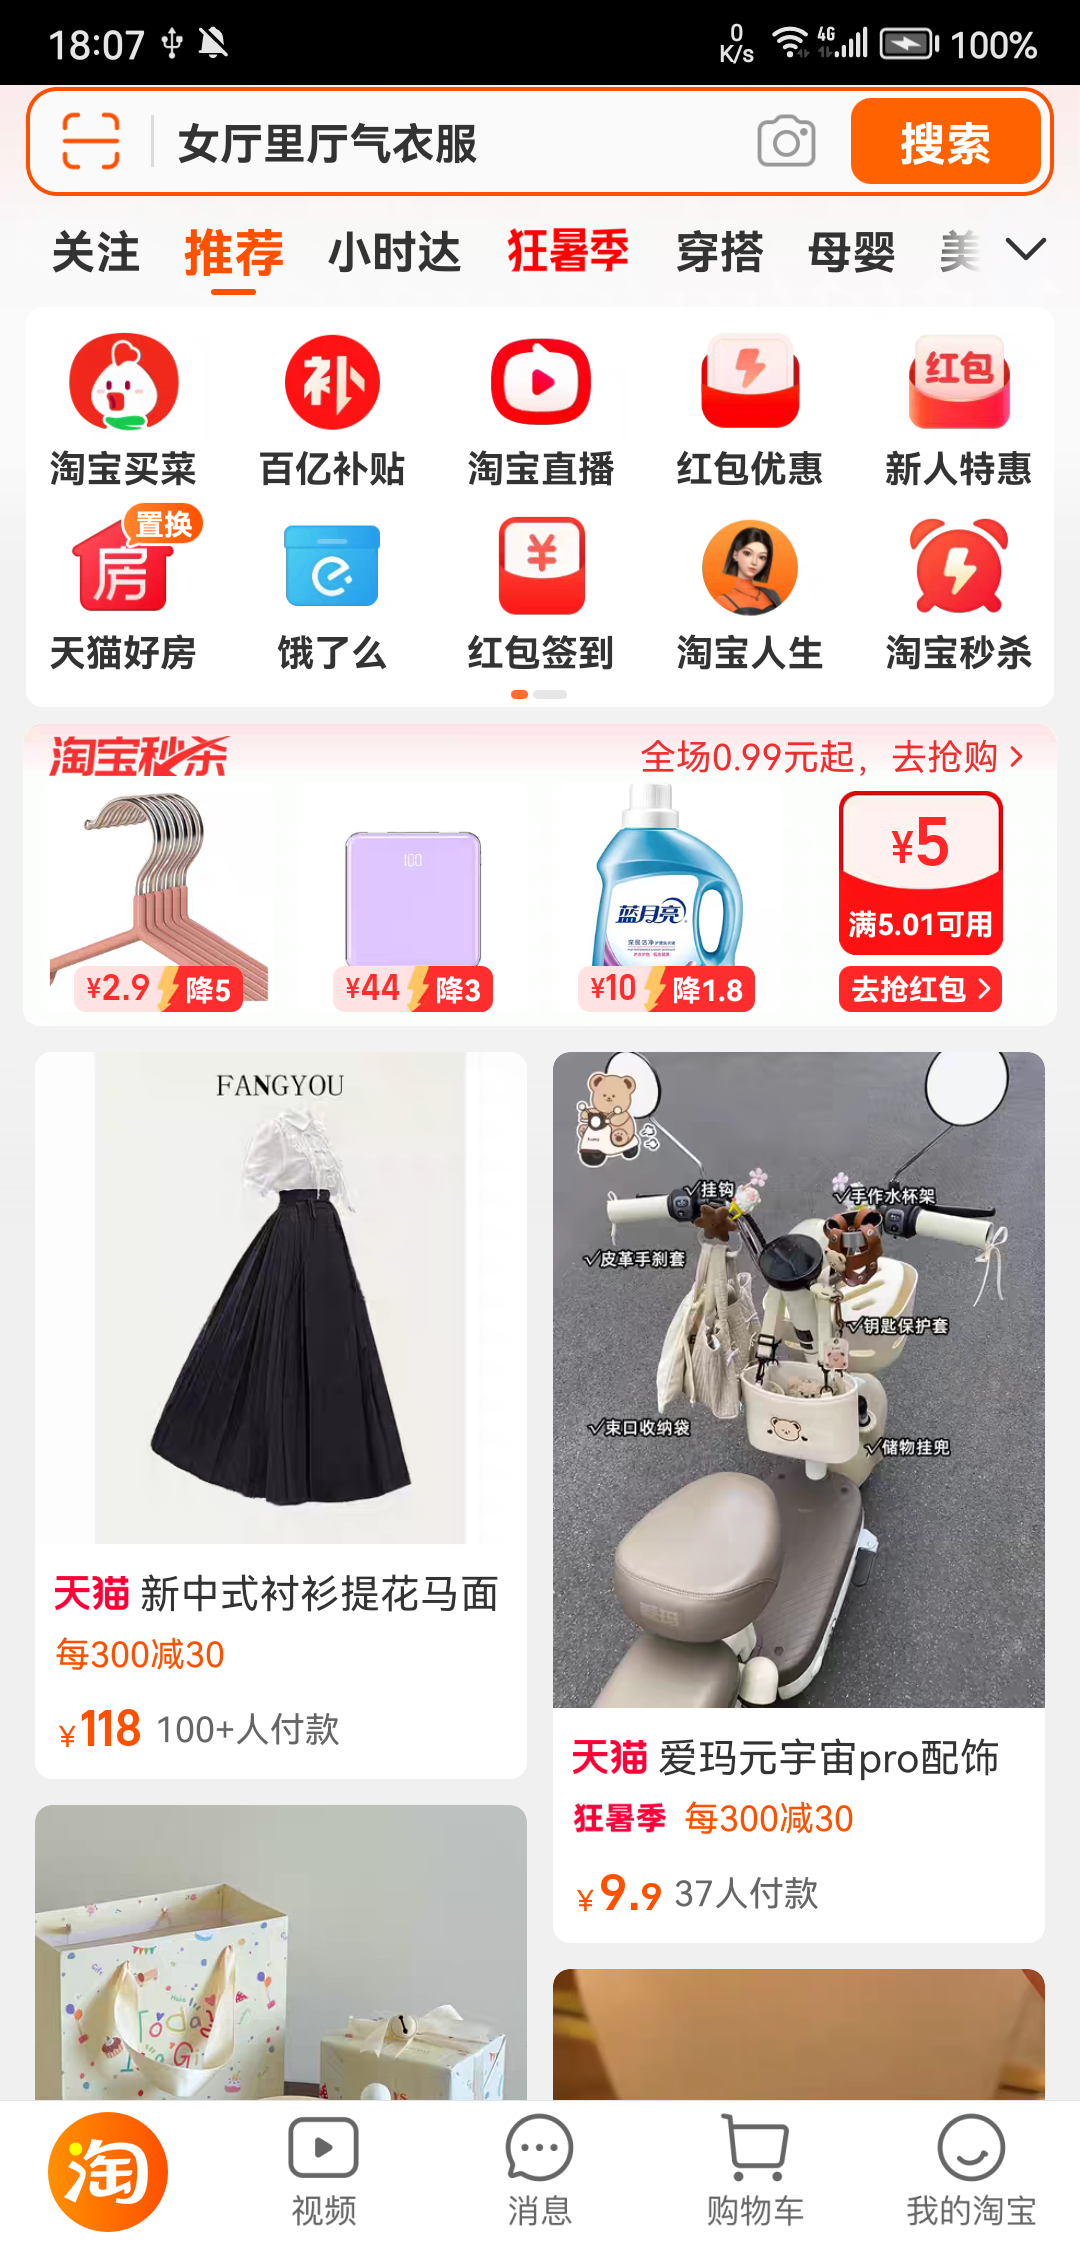 18:07
0
K/s
4G
100%
女厅里厅气衣服
搜索
关注 推荐 小时达 狂暑季 穿搭 母婴 美
补
红包
淘宝买菜 百亿补贴 淘宝直播 红包优惠 新人特惠
置换
房
¥
天猫好房 饿了么 红包签到 淘宝人生 淘宝秒杀
淘宝秒杀
全场0.99元起，去抢购
100
蓝月亮
深层洁净
¥5
满5.01可用
¥2.9 降5
¥44 降3
¥10 降1.8
去抢红包
FANGYOU
天猫 新中式衬衫提花马面
每300减30
¥118 100+人付款
✓挂钩
✓手作水杯架
✓皮革手刹套
✓钥匙保护套
✓束口收纳袋
✓储物挂兜
天猫 爱玛元宇宙pro配饰
狂暑季 每300减30
¥9.9 37人付款
Today
淘
视频
消息
购物车
我的淘宝